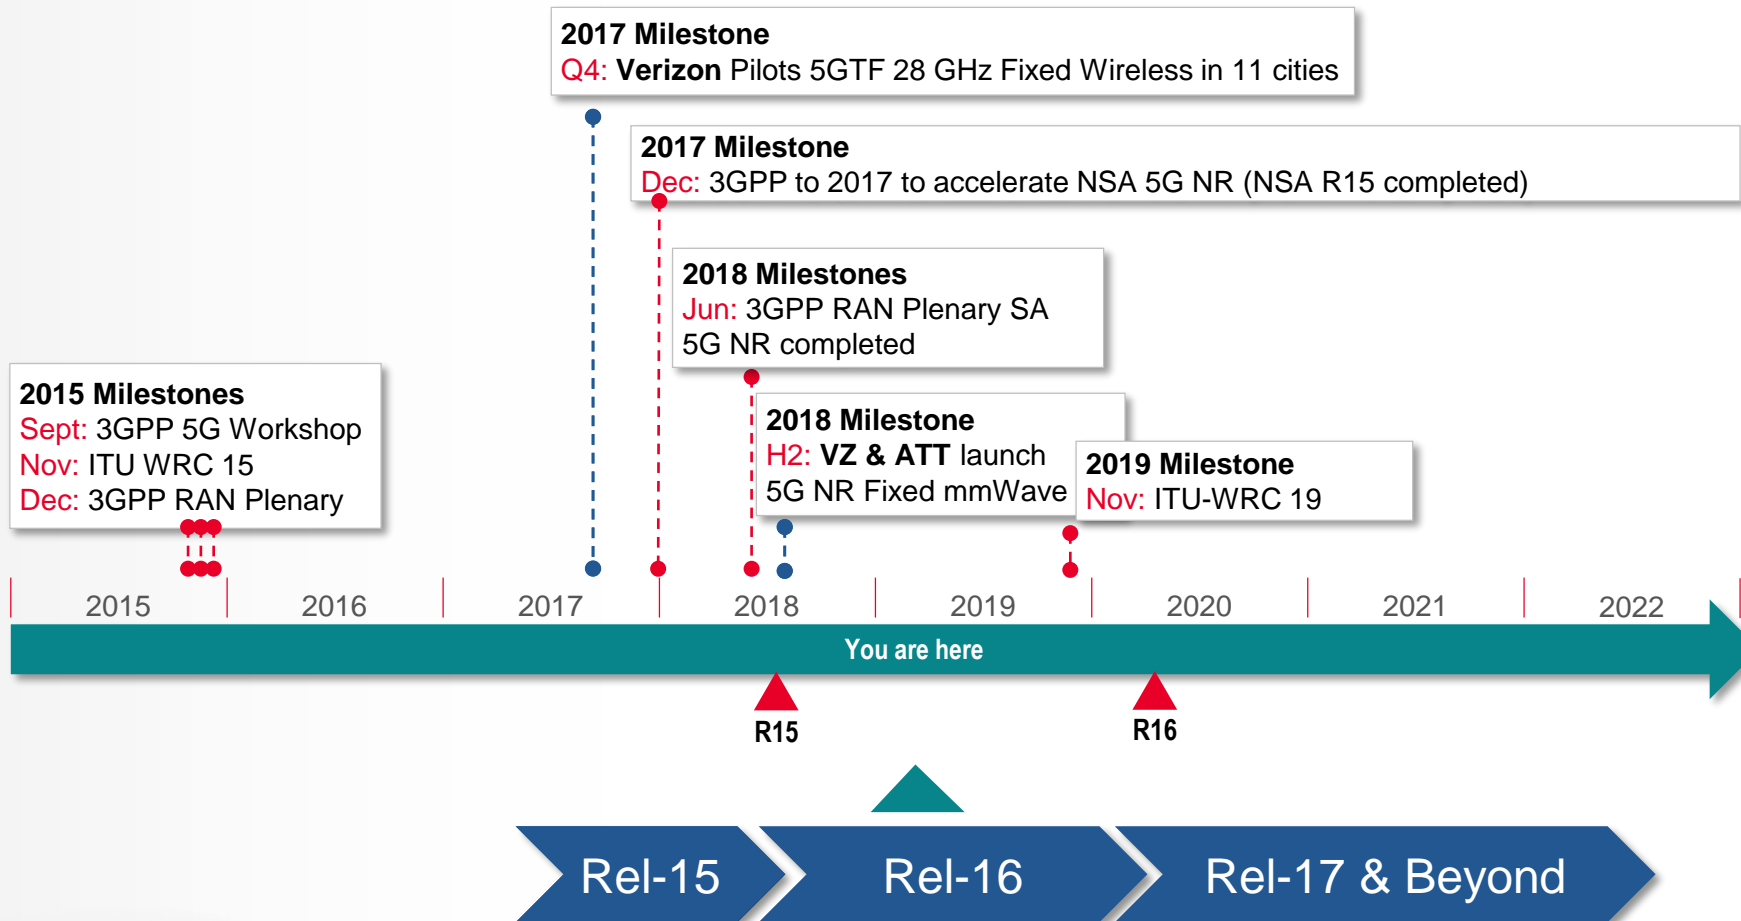 2017 Milestone
Q4: Verizon Pilots 5GTF 28 GHz Fixed Wireless in 11 cities
2017 Milestone
Dec: 3GPP to 2017 to accelerate NSA 5G NR (NSA R15 completed)
2018 Milestones
Jun: 3GPP RAN Plenary SA
5G NR completed
2015 Milestones
Sept: 3GPP 5G Workshop
Nov: ITU WRC 15
Dec: 3GPP RAN Plenary
2018 Milestone
H2: VZ & ATT launch
5G NR Fixed mmWave
2019 Milestone
Nov: ITU-WRC 19
2015 2016 2017 2018 2019 2020 2021 2022
You are here
R15 R16
Rel-15 Rel-16 Rel-17 & Beyond